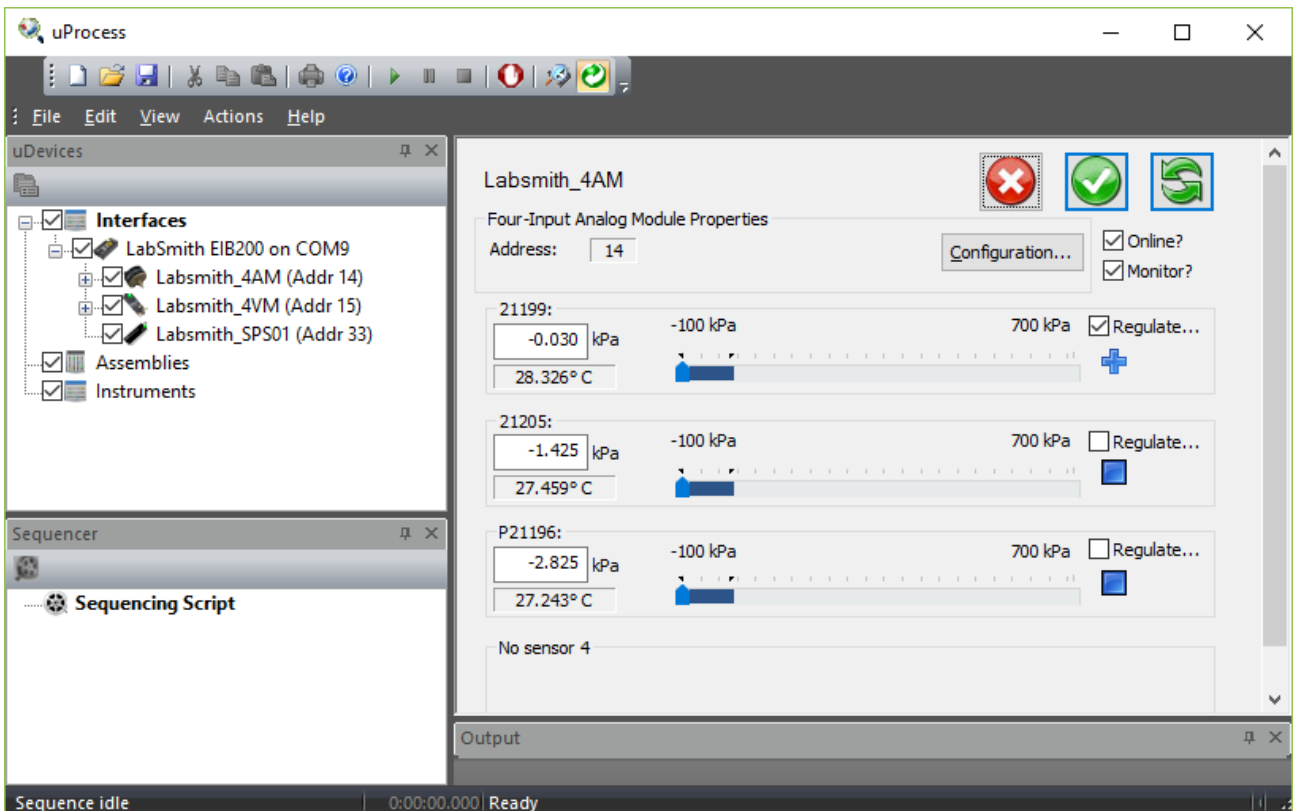 uProcess
File Edit View Actions Help
uDevices
Interfaces
LabSmith EIB200 on COM9
Labsmith_4AM (Addr 14)
Labsmith_4VM (Addr 15)
Labsmith_SPS01 (Addr 33)
Assemblies
Instruments
Sequencer
Sequencing Script
Labsmith_4AM
Four-Input Analog Module Properties
Address: 14
Configuration...
Online?
Monitor?
21199:
-0.030 kPa
28.326° C
-100 kPa 700 kPa
Regulate...
21205:
-1.425 kPa
27.459° C
-100 kPa 700 kPa
Regulate...
P21196:
-2.825 kPa
27.243° C
-100 kPa 700 kPa
Regulate...
No sensor 4
Output
Sequence idle 0:00:00.000 Ready